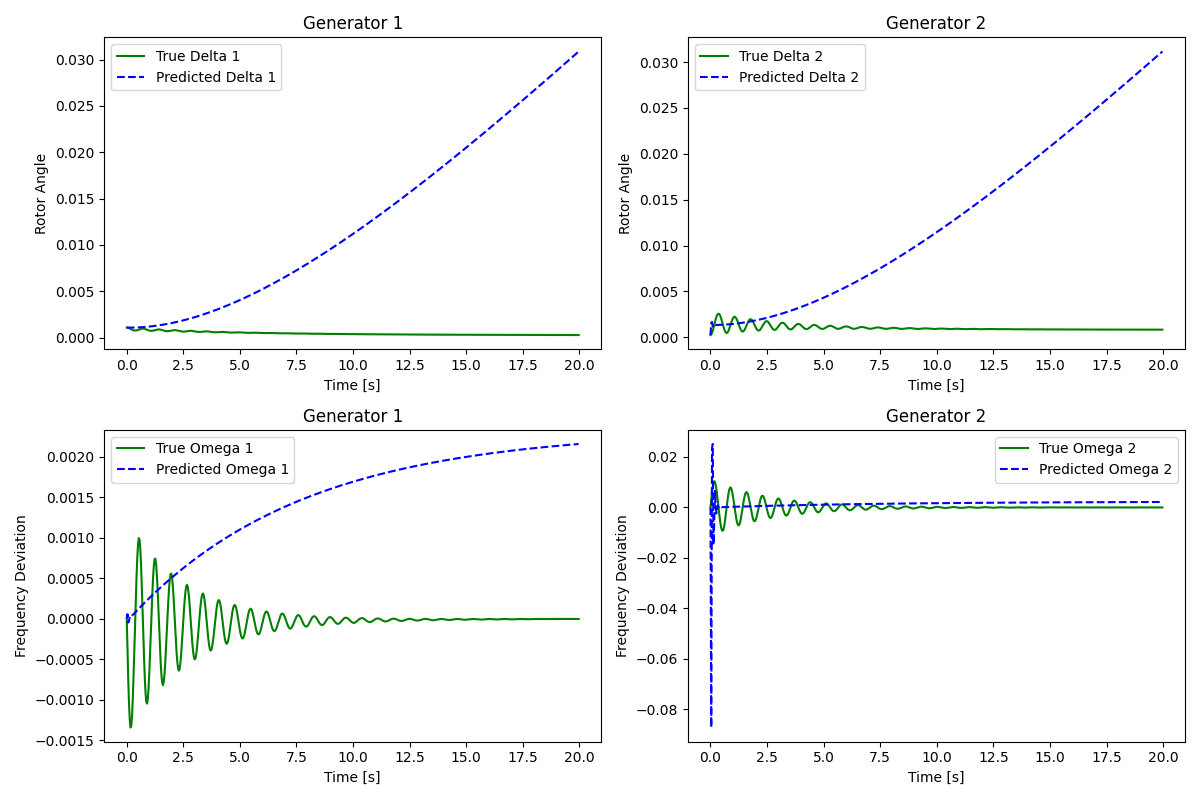 Generator 1
True Delta 1
Predicted Delta 1
0.030
0.025
0.020
0.015
0.010
0.005
0.000
Rotor Angle
0.0 2.5 5.0 7.5 10.0 12.5 15.0 17.5 20.0
Time [s]
Generator 2
True Delta 2
Predicted Delta 2
0.030
0.025
0.020
0.015
0.010
0.005
0.000
Rotor Angle
0.0 2.5 5.0 7.5 10.0 12.5 15.0 17.5 20.0
Time [s]
Generator 1
True Omega 1
Predicted Omega 1
0.0020
0.0015
0.0010
0.0005
0.0000
−0.0005
−0.0010
−0.0015
Frequency Deviation
0.0 2.5 5.0 7.5 10.0 12.5 15.0 17.5 20.0
Time [s]
Generator 2
True Omega 2
Predicted Omega 2
0.02
0.00
−0.02
−0.04
−0.06
−0.08
Frequency Deviation
0.0 2.5 5.0 7.5 10.0 12.5 15.0 17.5 20.0
Time [s]